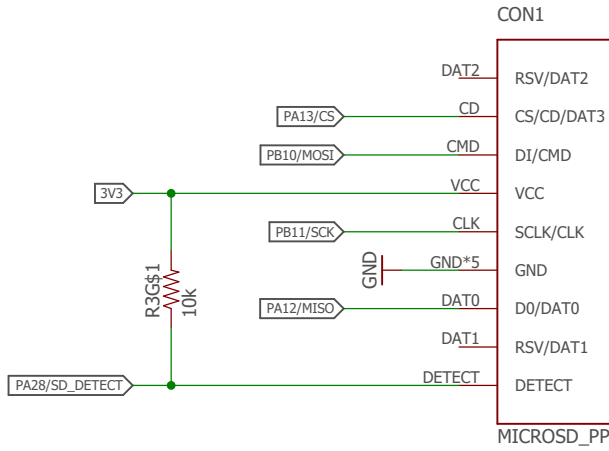 CON1
DAT2 RSV/DAT2
PA13/CS CD CS/CD/DAT3
PB10/MOSI CMD DI/CMD
3V3 VCC VCC
PB11/SCK CLK SCLK/CLK
GND GND*5 GND
R3G$1
10k
PA12/MISO DAT0 D0/DAT0
DAT1 RSV/DAT1
PA28/SD_DETECT DETECT DETECT
MICROSD_PP